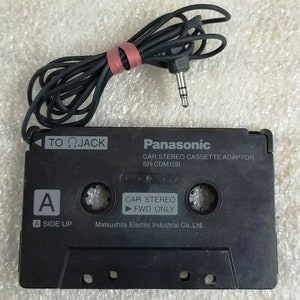 TO JACK
Panasonic
CAR STEREO CASSETTE ADAPTOR
SH-CDM10B
A
CAR STEREO
FWD ONLY
A SIDE UP
Matsushita Electric Industrial Co., Ltd.